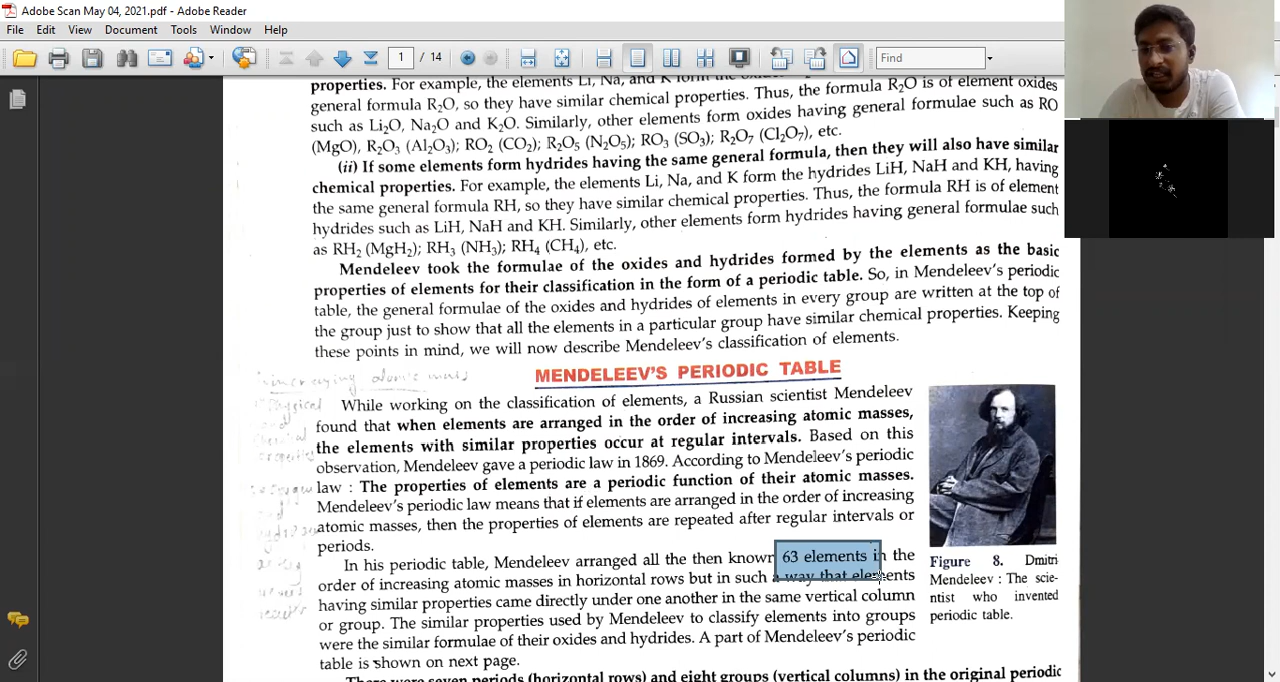 Adobe Scan May 04, 2021.pdf - Adobe Reader
File Edit View Document Tools Window Help
1 / 14 Find
properties. For example, the elements Li, Na, and K form the
general formula R₂O, so they have similar chemical properties. Thus, the formula R₂O is of element oxides
such as Li₂O, Na₂O and K₂O. Similarly, other elements form oxides having general formulae such as RO
(MgO), R₂O₃ (Al₂O₃); RO₂ (CO₂); R₂O₅ (N₂O₅); RO₃ (SO₃); R₂O₇ (Cl₂O₇), etc.
(ii) If some elements form hydrides having the same general formula, then they will also have similar
chemical properties. For example, the elements Li, Na, and K form the hydrides LiH, NaH and KH, having
the same general formula RH, so they have similar chemical properties. Thus, the formula RH is of element
hydrides such as LiH, NaH and KH. Similarly, other elements form hydrides having general formulae such
as RH₂ (MgH₂); RH₃ (NH₃); RH₄ (CH₄), etc.
Mendeleev took the formulae of the oxides and hydrides formed by the elements as the basic
properties of elements for their classification in the form of a periodic table. So, in Mendeleev's periodic
table, the general formulae of the oxides and hydrides of elements in every group are written at the top of
the group just to show that all the elements in a particular group have similar chemical properties. Keeping
these points in mind, we will now describe Mendeleev's classification of elements.
increasing atomic mass
MENDELEEV'S PERIODIC TABLE
Physical
While working on the classification of elements, a Russian scientist Mendeleev
found that when elements are arranged in the order of increasing atomic masses,
the elements with similar properties occur at regular intervals. Based on this
observation, Mendeleev gave a periodic law in 1869. According to Mendeleev's periodic
law : The properties of elements are a periodic function of their atomic masses.
Mendeleev's periodic law means that if elements are arranged in the order of increasing
atomic masses, then the properties of elements are repeated after regular intervals or
periods.
In his periodic table, Mendeleev arranged all the then known 63 elements in the
order of increasing atomic masses in horizontal rows but in such a way that elements
having similar properties came directly under one another in the same vertical column
or group. The similar properties used by Mendeleev to classify elements into groups
were the similar formulae of their oxides and hydrides. A part of Mendeleev's periodic
table is shown on next page.
Figure 8. Dmitri
Mendeleev : The scie-
ntist who invented
periodic table.
There were seven periods (horizontal rows) and eight groups (vertical columns) in the original periodic